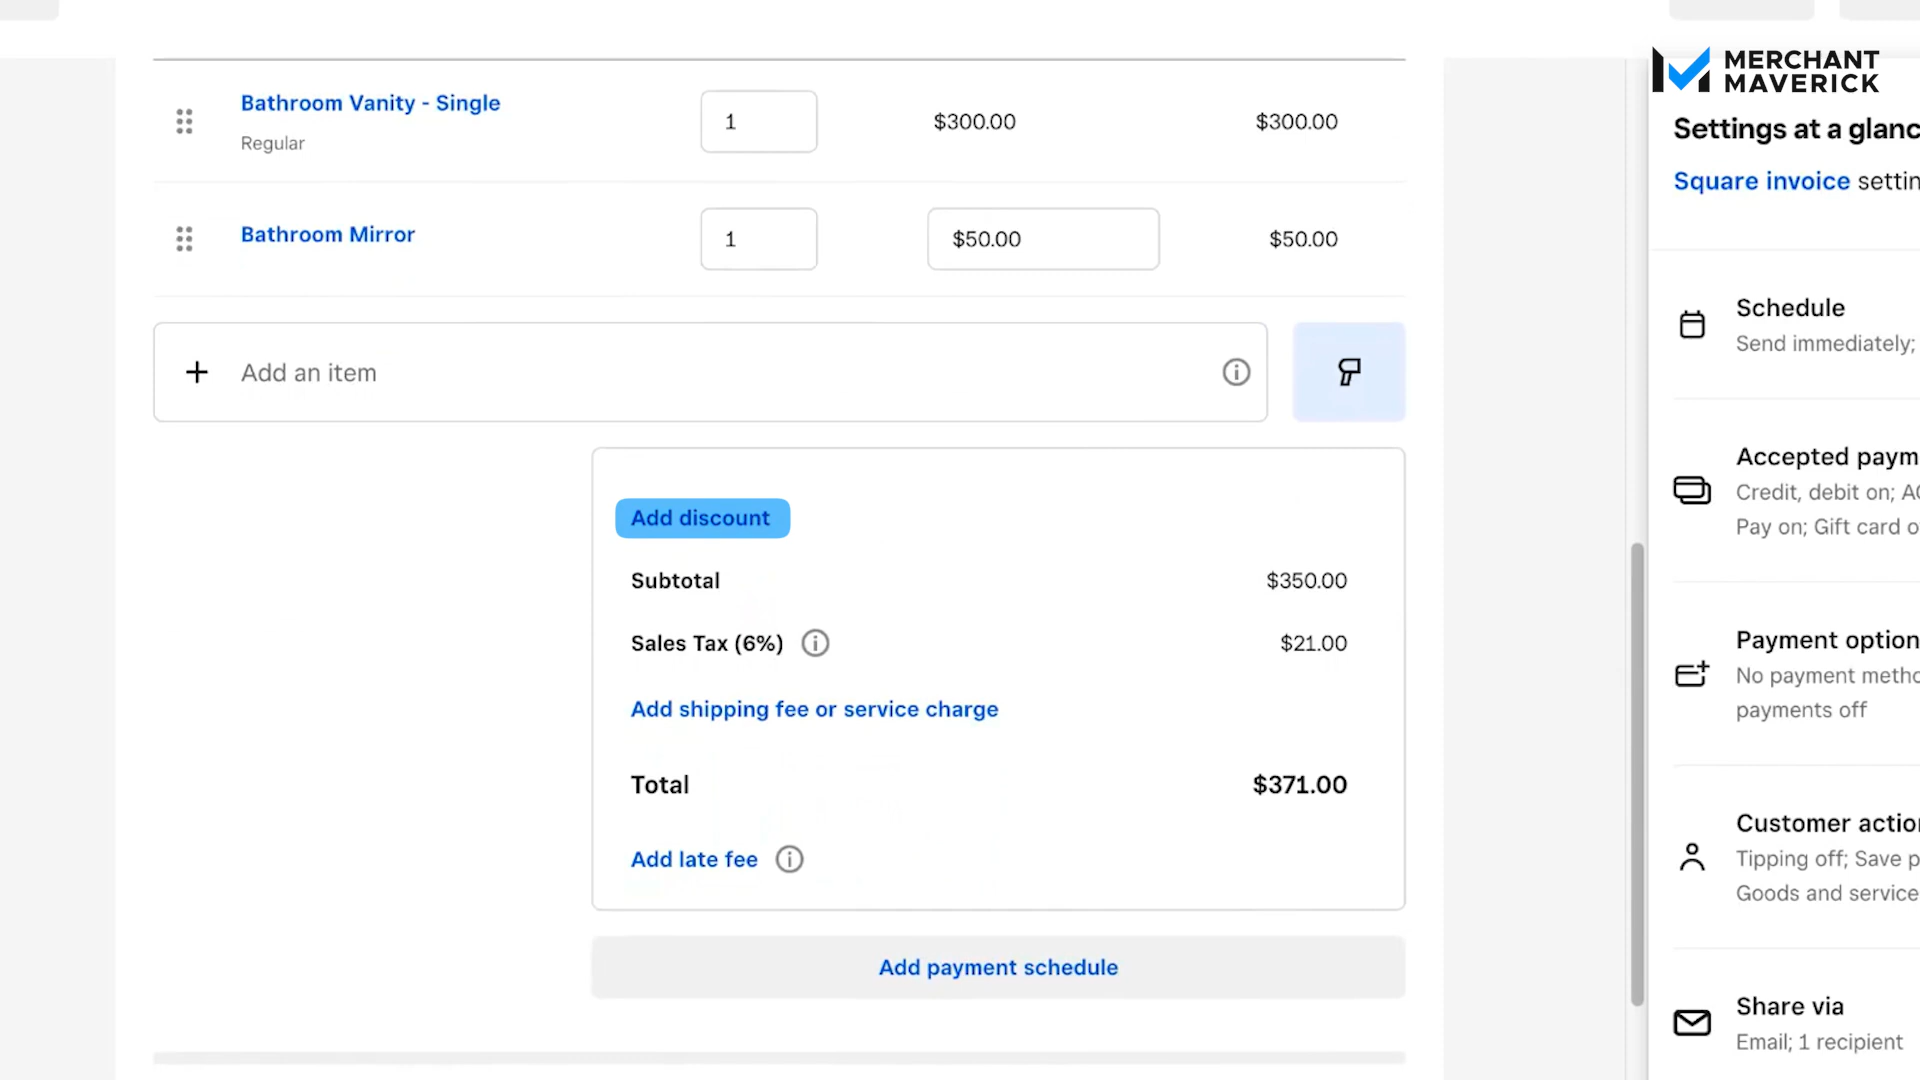 MERCHANT
MAVERICK
Bathroom Vanity - Single
Regular
1
$300.00
$300.00
Bathroom Mirror
1
$50.00
$50.00
Add an item
Add discount
Subtotal
$350.00
Sales Tax (6%)
$21.00
Add shipping fee or service charge
Total
$371.00
Add late fee
Add payment schedule
Settings at a glanc
Square invoice settin
Schedule
Send immediately;
Accepted paym
Credit, debit on; AC
Pay on; Gift card o
Payment option
No payment metho
payments off
Customer action
Tipping off; Save p
Goods and service
Share via
Email; 1 recipient